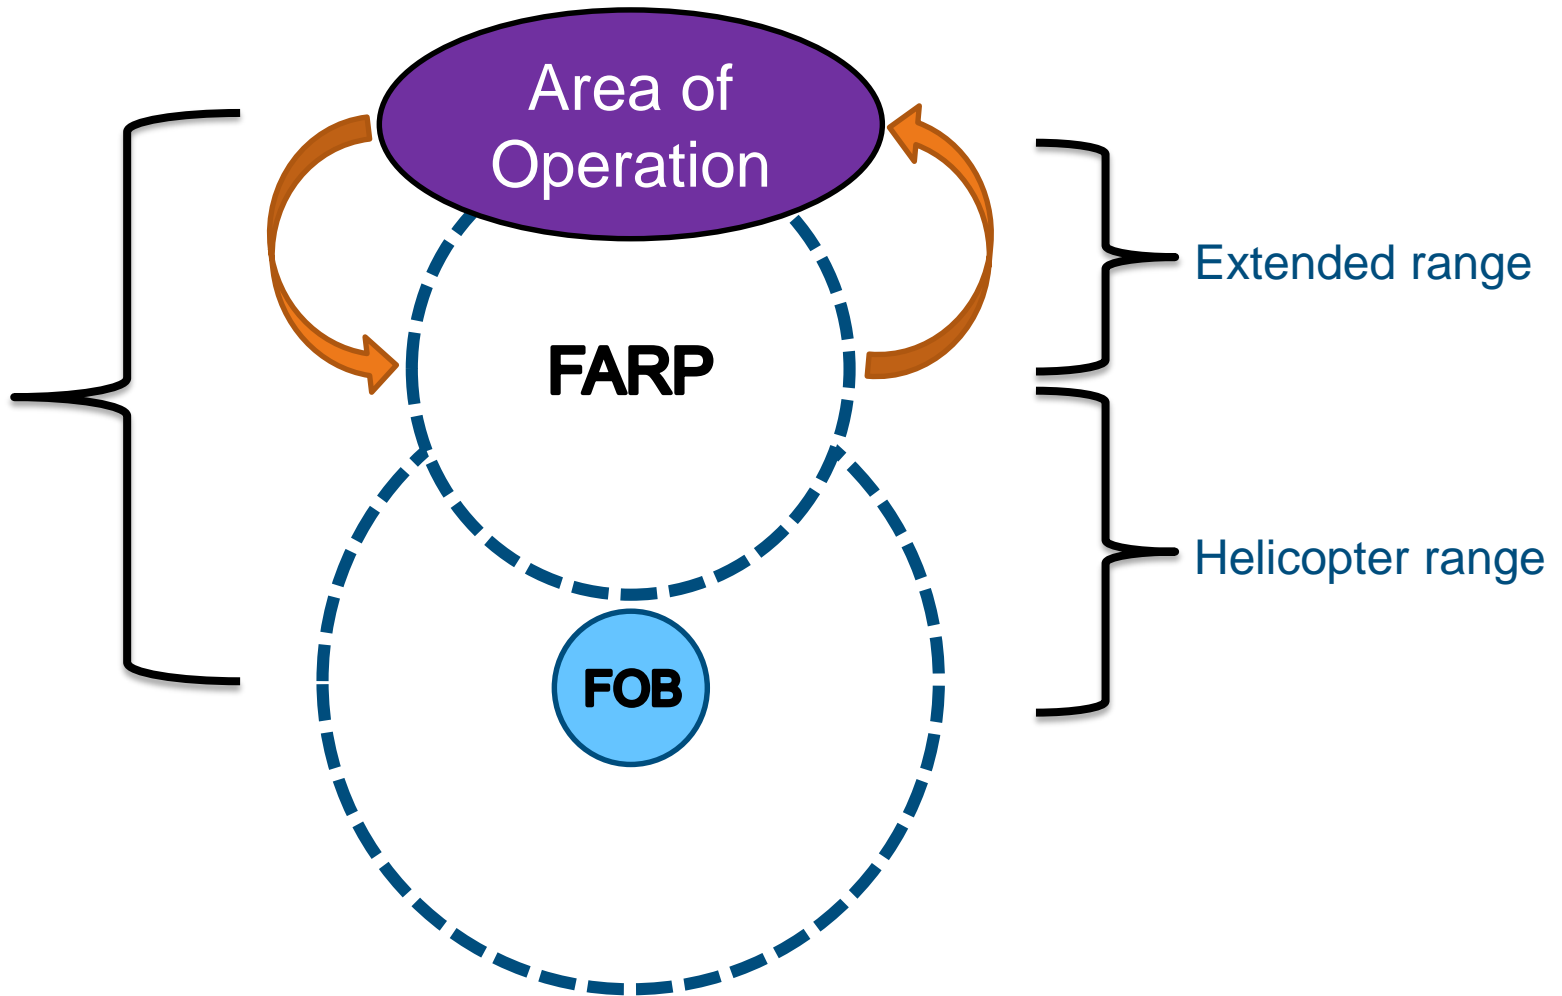 Area of
Operation
Extended range
FARP
Helicopter range
FOB